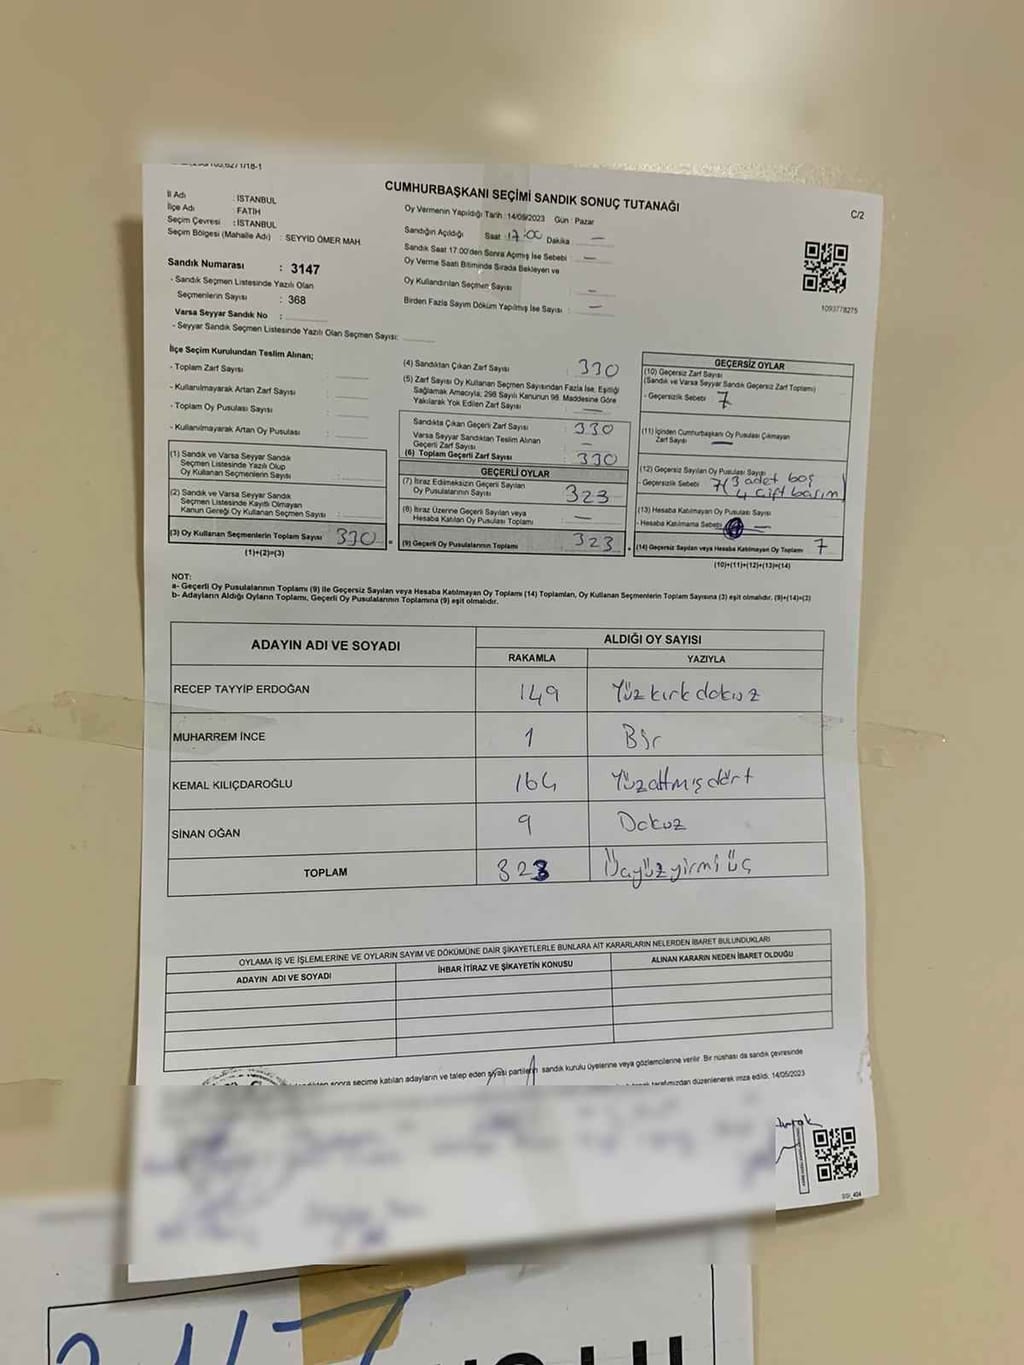 CUMHURBAŞKANI SEÇİMİ SANDIK SONUÇ TUTANAĞI
C/2
İl Adı : İSTANBUL
İlçe Adı : FATİH
Seçim Çevresi : İSTANBUL
Seçim Bölgesi (Mahalle Adı) : SEYYİD ÖMER MAH.
Sandık Numarası : 3147
- Sandık Seçmen Listesinde Yazılı Olan
Seçmenlerin Sayısı : 368
Varsa Seyyar Sandık No :
- Seyyar Sandık Seçmen Listesinde Yazılı Olan Seçmen Sayısı:
Oy Vermenin Yapıldığı Tarih : 14/05/2023 Gün : Pazar
Sandığın Açıldığı Saat : 17:00 Dakika : —
Sandık Saat 17.00'den Sonra Açılmış İse Sebebi : —
Oy Verme Saati Bitiminde Sırada Bekleyen ve
Oy Kullandırılan Seçmen Sayısı : —
Birden Fazla Sayım Döküm Yapılmış İse Sayısı : —
1093778275
İlçe Seçim Kurulundan Teslim Alınan;
- Toplam Zarf Sayısı :
- Kullanılmayarak Artan Zarf Sayısı :
- Toplam Oy Pusulası Sayısı :
- Kullanılmayarak Artan Oy Pusulası :
(1) Sandık ve Varsa Seyyar Sandık
Seçmen Listesinde Yazılı Olup
Oy Kullanan Seçmenlerin Sayısı :
(2) Sandık ve Varsa Seyyar Sandık
Seçmen Listesinde Kayıtlı Olmayan
Kanun Gereği Oy Kullanan Seçmen Sayısı :
(3) Oy Kullanan Seçmenlerin Toplam Sayısı 330
(1)+(2)=(3)
(4) Sandıktan Çıkan Zarf Sayısı : 330
(5) Zarf Sayısı Oy Kullanan Seçmen Sayısından Fazla İse, Eşitliği
Sağlamak Amacıyla; 298 Sayılı Kanunun 98. Maddesine Göre
Yakılarak Yok Edilen Zarf Sayısı : —
Sandıkta Çıkan Geçerli Zarf Sayısı : 330
Varsa Seyyar Sandıktan Teslim Alınan
Geçerli Zarf Sayısı : —
(6) Toplam Geçerli Zarf Sayısı : 330
GEÇERLİ OYLAR
(7) İtiraz Edilmeksizin Geçerli Sayılan
Oy Pusulalarının Sayısı : 323
(8) İtiraz Üzerine Geçerli Sayılan veya
Hesaba Katılan Oy Pusulası Toplamı : —
(9) Geçerli Oy Pusulalarının Toplamı : 323
GEÇERSİZ OYLAR
(10) Geçersiz Zarf Sayısı
(Sandık ve Varsa Seyyar Sandık Geçersiz Zarf Toplamı)
- Geçersizlik Sebebi : 7
(11) İçinden Cumhurbaşkanı Oy Pusulası Çıkmayan
Zarf Sayısı : —
(12) Geçersiz Sayılan Oy Pusulası Sayısı
- Geçersizlik Sebebi : 7 (3 adet boş
4 çift basım
(13) Hesaba Katılmayan Oy Pusulası Sayısı
- Hesaba Katılmama Sebebi : —
(14) Geçersiz Sayılan veya Hesaba Katılmayan Oy Toplamı 7
(10)+(11)+(12)+(13)=(14)
NOT:
a- Geçerli Oy Pusulalarının Toplamı (9) ile Geçersiz Sayılan veya Hesaba Katılmayan Oy Toplamı (14) Toplamları, Oy Kullanan Seçmenlerin Toplam Sayısına (3) eşit olmalıdır. (9)+(14)=(3)
b- Adayların Aldığı Oyların Toplamı, Geçerli Oy Pusulalarının Toplamına (9) eşit olmalıdır.
ADAYIN ADI VE SOYADI ALDIĞI OY SAYISI
RAKAMLA YAZIYLA
RECEP TAYYİP ERDOĞAN 149 Yüz kırk dokuz
MUHARREM İNCE 1 Bir
KEMAL KILIÇDAROĞLU 164 Yüzaltmış dört
SİNAN OĞAN 9 Dokuz
TOPLAM 323 Üçyüz yirmi üç
OYLAMA İŞ VE İŞLEMLERİNE VE OYLARIN SAYIM VE DÖKÜMÜNE DAİR ŞİKAYETLERLE BUNLARA AİT KARARLARIN NELERDEN İBARET BULUNDUKLARI
ADAYIN ADI VE SOYADI İHBAR İTİRAZ VE ŞİKAYETİN KONUSU ALINAN KARARIN NEDEN İBARET OLDUĞU
sonra seçime katılan adayların ve talep eden siyasi partilerin sandık kurulu üyelerine veya gözlemcilerine verilir. Bir nüshası da sandık çevresinde
tarafımızdan düzenlenerek imza edildi. 14/05/2023